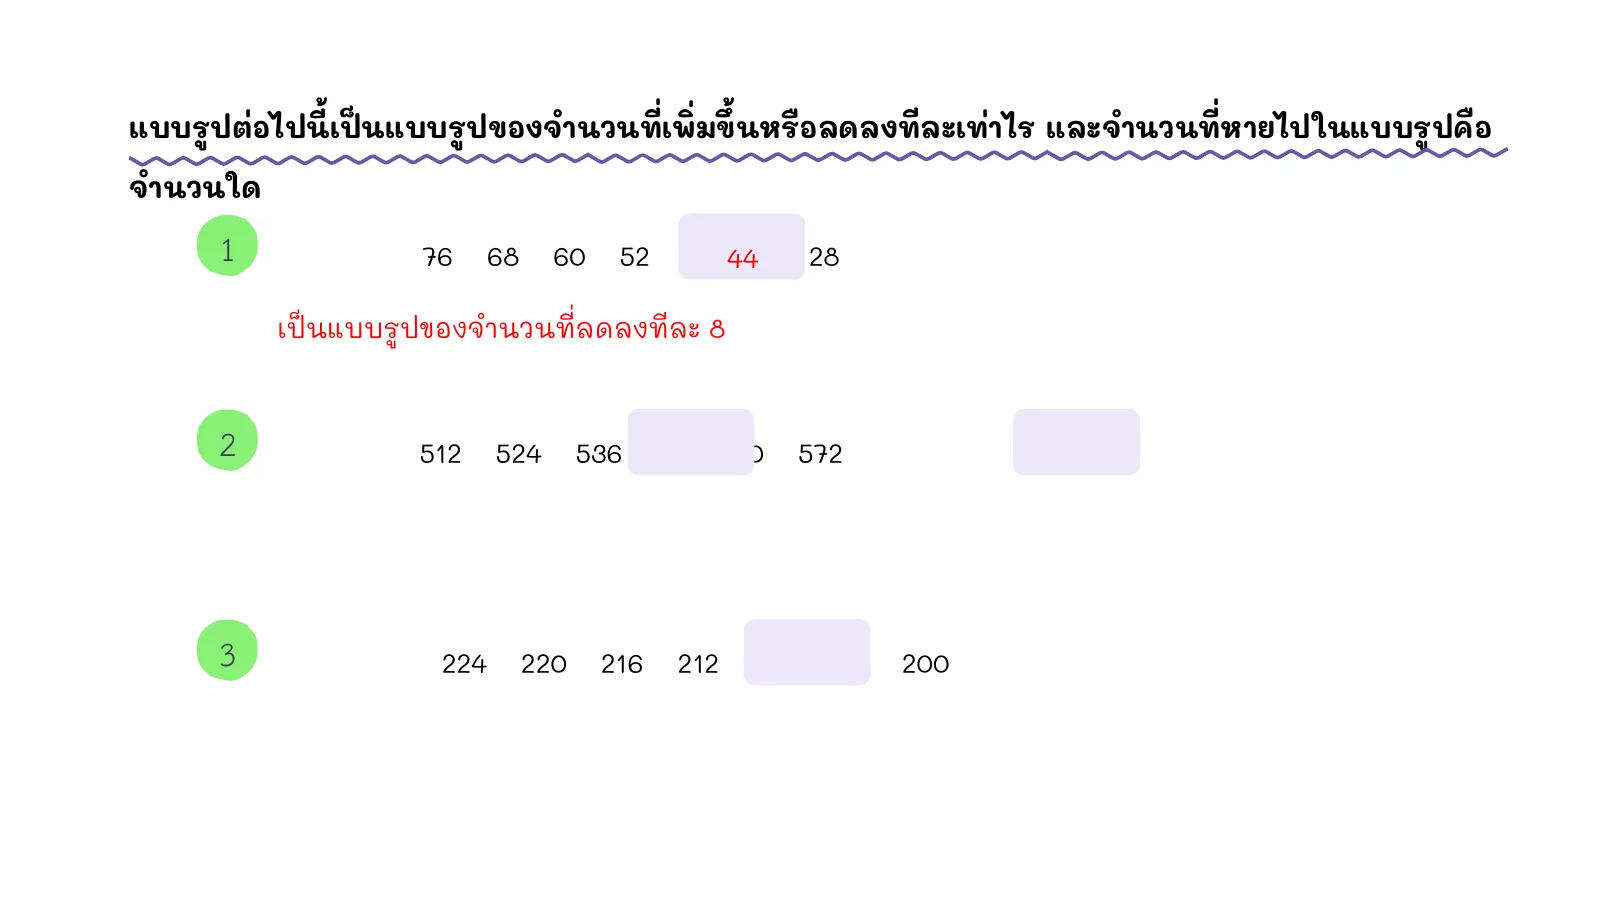 แบบรูปต่อไปนี้เป็นแบบรูปของจำนวนที่เพิ่มขึ้นหรือลดลงทีละเท่าไร และจำนวนที่หายไปในแบบรูปคือ
จำนวนใด
1 76 68 60 52 44 28
เป็นแบบรูปของจำนวนที่ลดลงทีละ 8
2 512 524 536 572
3 224 220 216 212 200